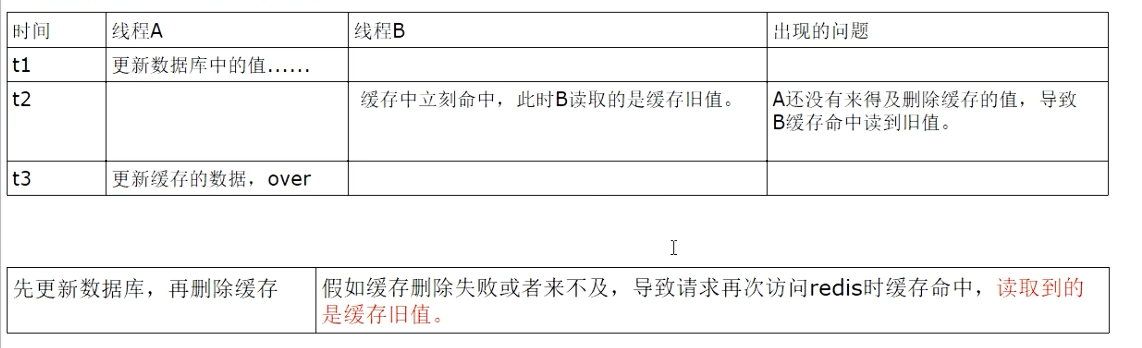 时间 线程A 线程B 出现的问题
t1 更新数据库中的值......
t2 缓存中立刻命中，此时B读取的是缓存旧值。 A还没有来得及删除缓存的值，导致
B缓存命中读到旧值。
t3 更新缓存的数据，over
先更新数据库，再删除缓存 假如缓存删除失败或者来不及，导致请求再次访问redis时缓存命中，读取到的
是缓存旧值。